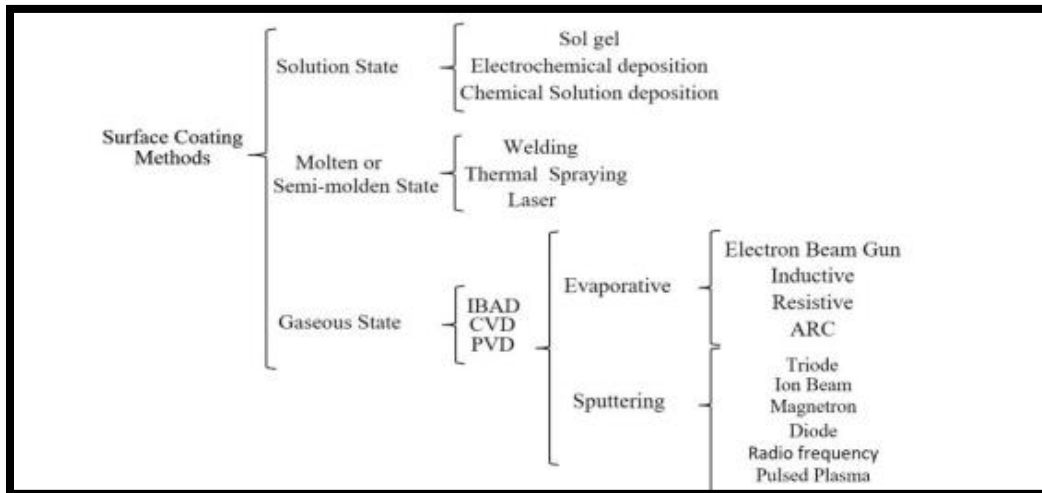 Surface Coating
Methods
Solution State
Sol gel
Electrochemical deposition
Chemical Solution deposition
Molten or
Semi-molden State
Welding
Thermal Spraying
Laser
Gaseous State
IBAD
CVD
PVD
Evaporative
Electron Beam Gun
Inductive
Resistive
ARC
Sputtering
Triode
Ion Beam
Magnetron
Diode
Radio frequency
Pulsed Plasma